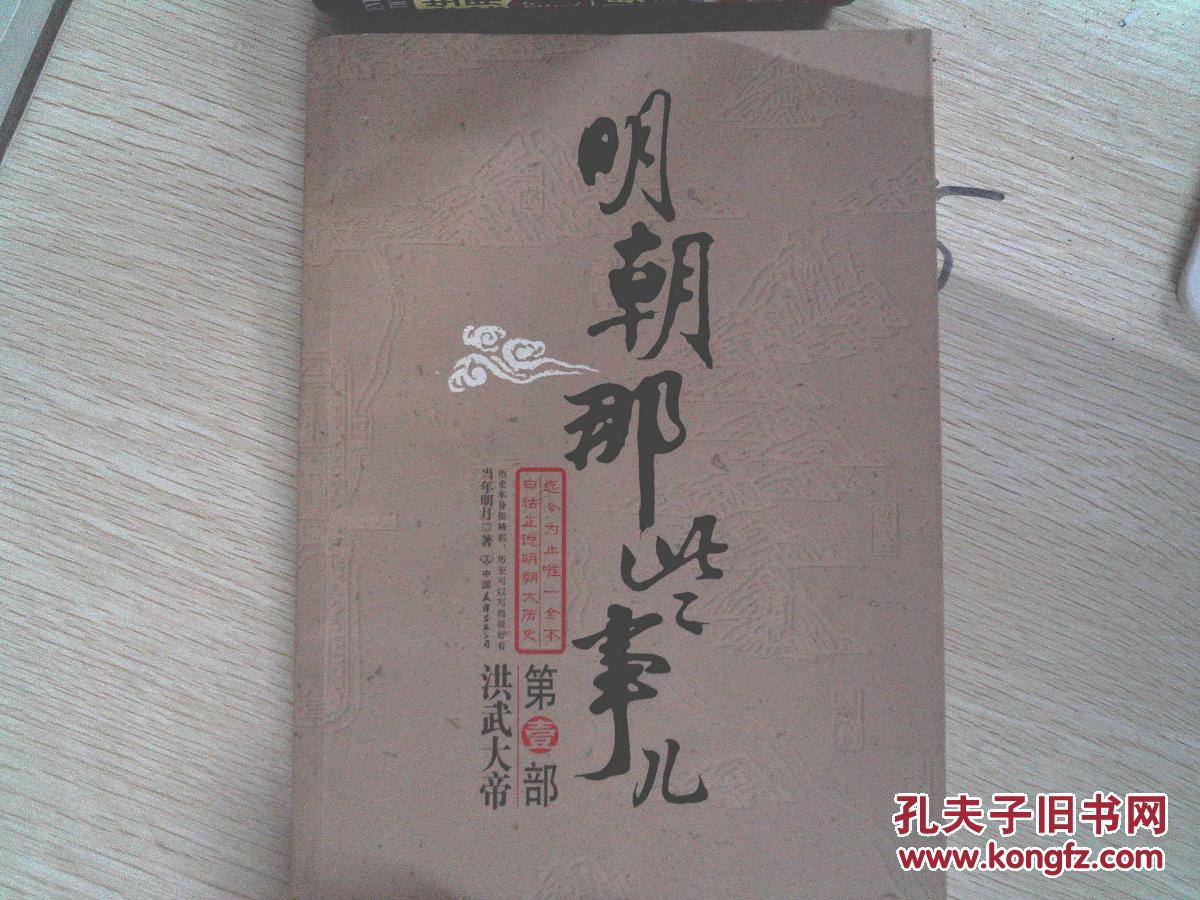 明朝那些事儿
迄今为止唯一全本
白话正说明朝大历史
第壹部
洪武大帝
历史本身很精彩,历史可以写得很好看
当年明月 著
中国友谊出版公司
孔夫子旧书网
www.kongfz.com